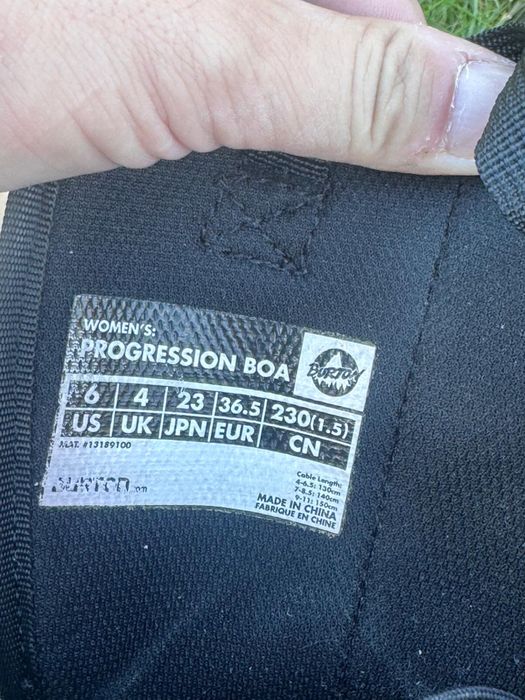 WOMEN'S:
PROGRESSION BOA
BURTON
6 4 23 36.5 230(1.5)
US UK JPN EUR CN
MAT. #13189100
Cable Length:
4-6.5: 130cm
7-8.5: 140cm
9-11: 150cm
MADE IN CHINA
FABRIQUE EN CHINE